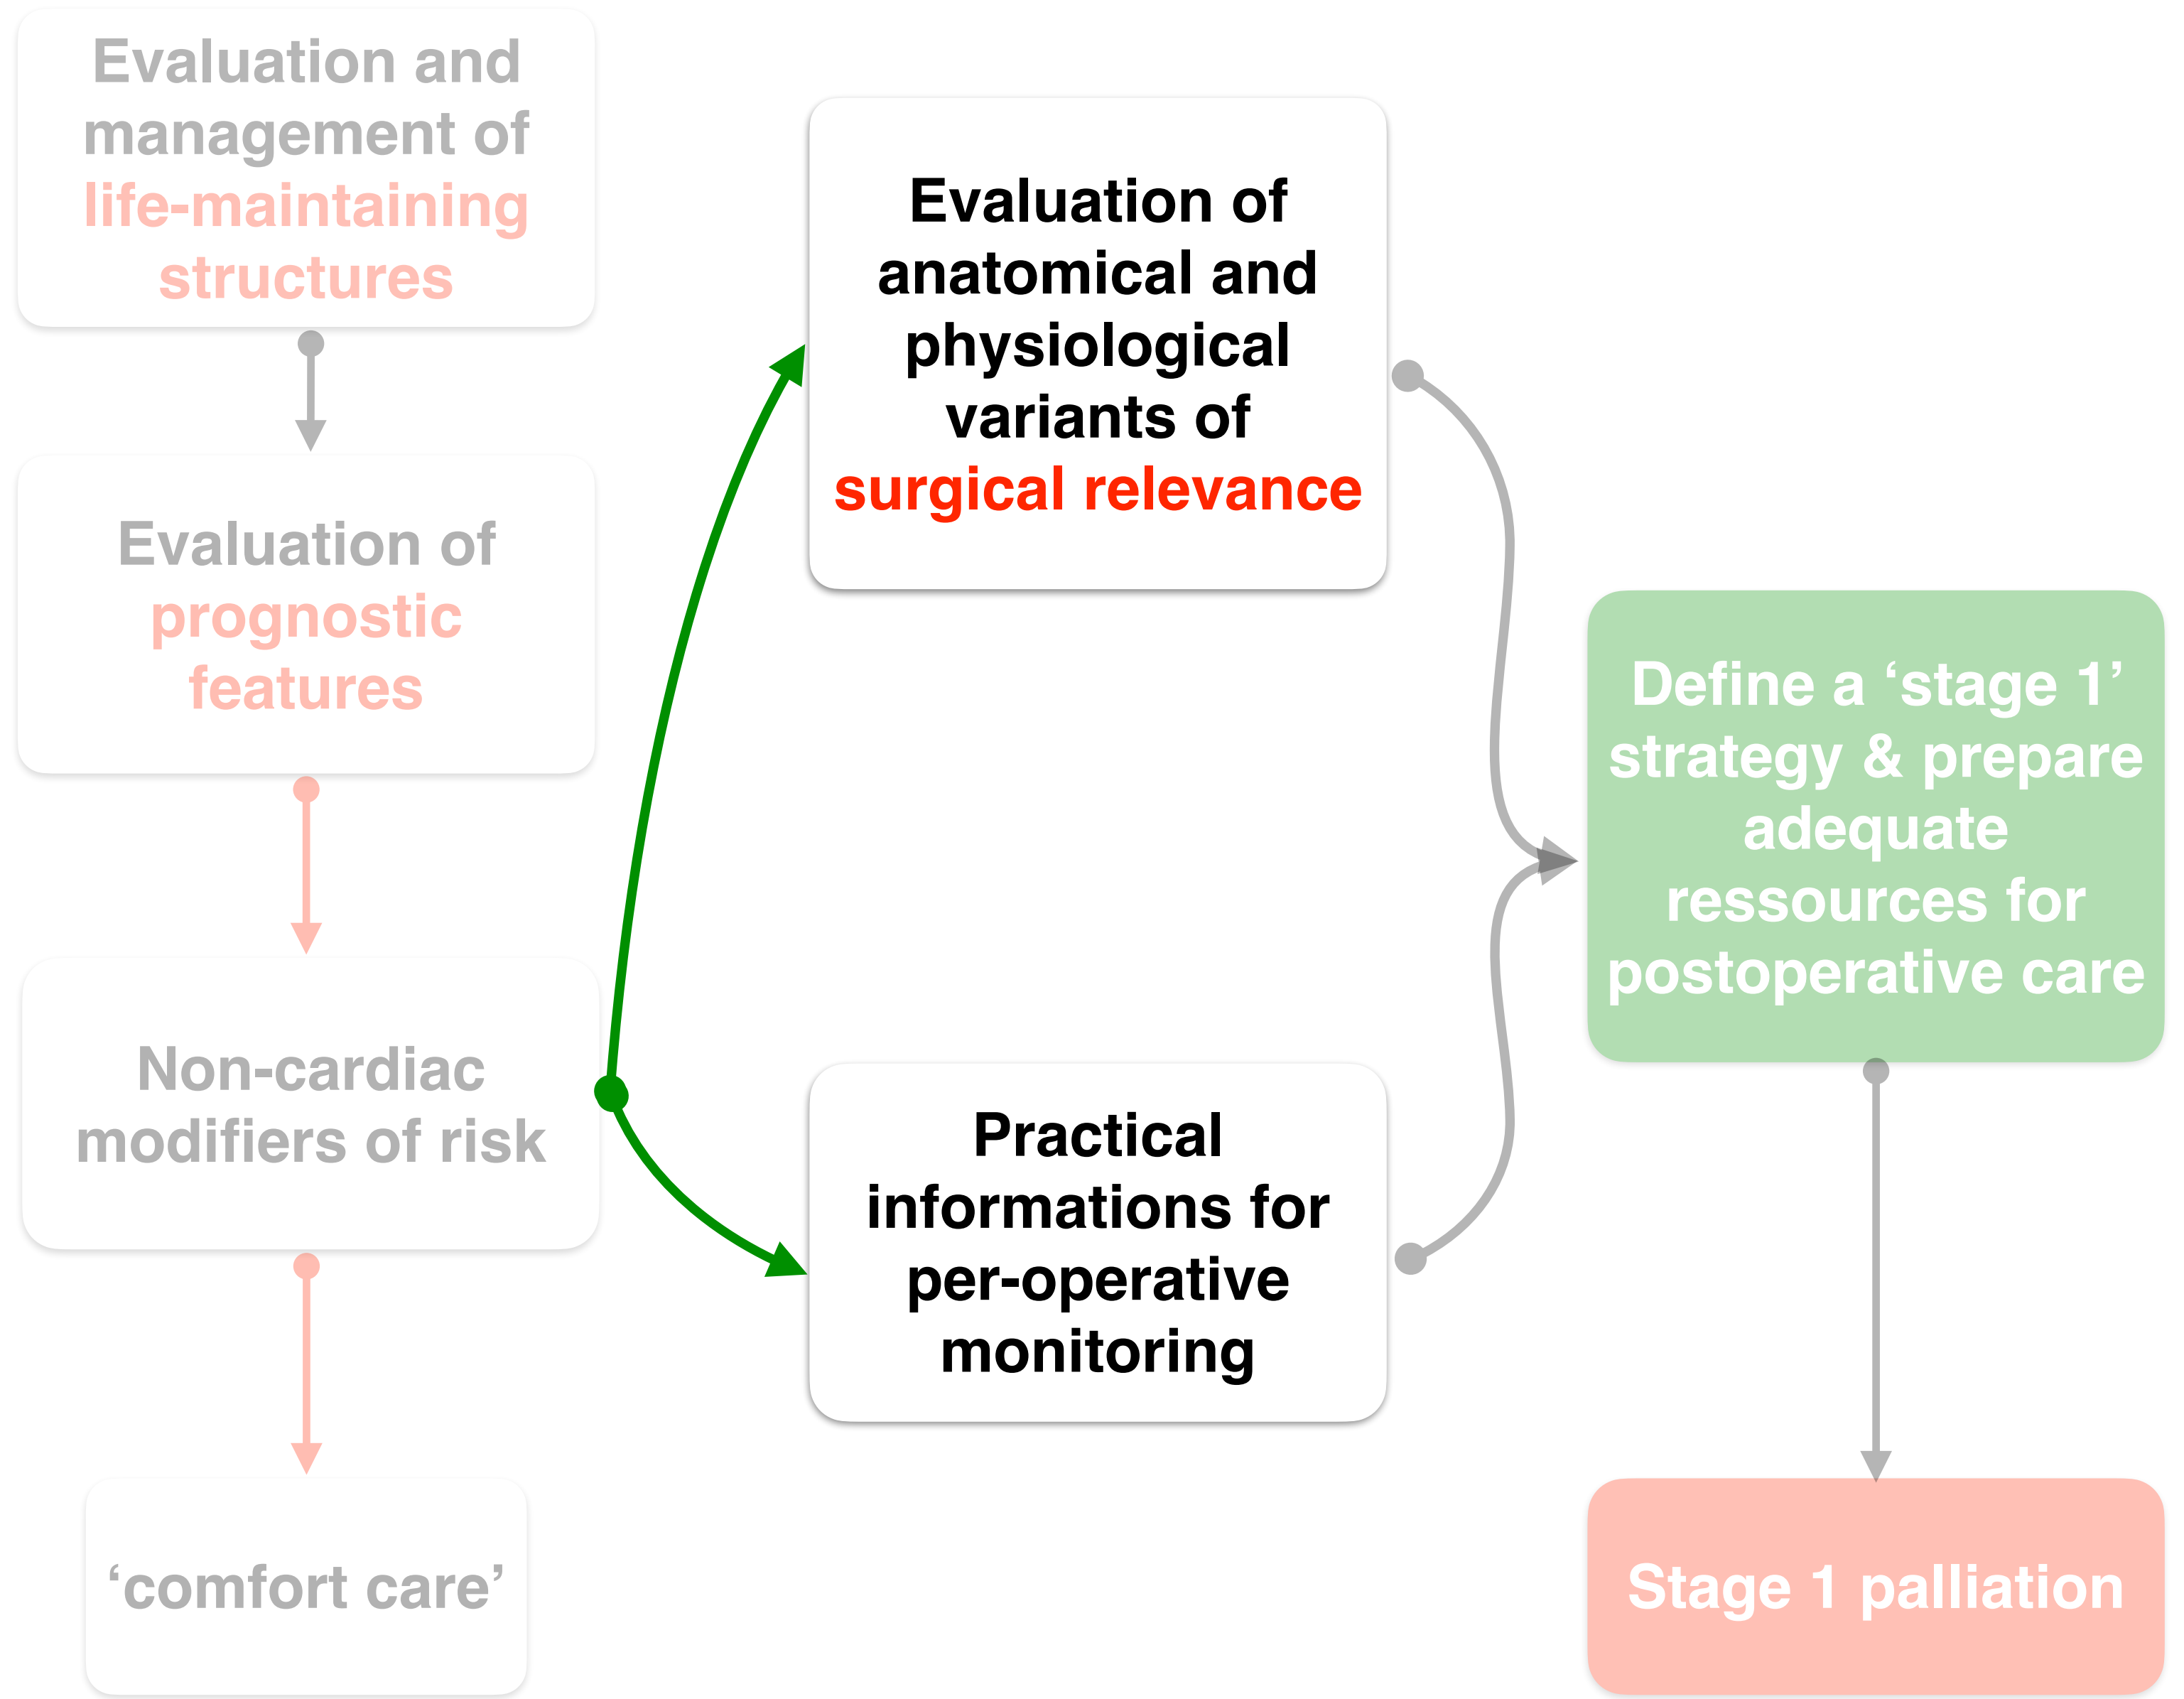 Evaluation and
management of
life-maintaining
structures
Evaluation of
prognostic
features
Non-cardiac
modifiers of risk
‘comfort care’
Evaluation of
anatomical and
physiological
variants of
surgical relevance
Practical
informations for
per-operative
monitoring
Define a ‘stage 1’
strategy & prepare
adequate
ressources for
postoperative care
Stage 1 palliation